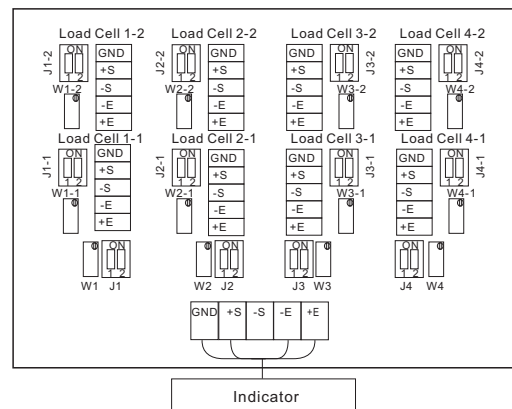 Load Cell 1-2 Load Cell 2-2 Load Cell 3-2 Load Cell 4-2
J1-2 ON 1 2 GND J2-2 ON 1 2 GND GND ON 1 2 J3-2 GND ON 1 2 J4-2
+S +S +S +S
W1-2 -S W2-2 -S -S W3-2 -S W4-2
-E -E -E -E
+E +E +E +E
Load Cell 1-1 Load Cell 2-1 Load Cell 3-1 Load Cell 4-1
J1-1 ON 1 2 GND J2-1 ON 1 2 GND GND ON 1 2 J3-1 GND ON 1 2 J4-1
+S +S +S +S
W1-1 -S W2-1 -S -S W3-1 -S W4-1
-E -E -E -E
+E +E +E +E
ON 1 2 ON 1 2 ON 1 2 ON 1 2
W1 J1 W2 J2 J3 W3 J4 W4
GND +S -S -E +E
Indicator